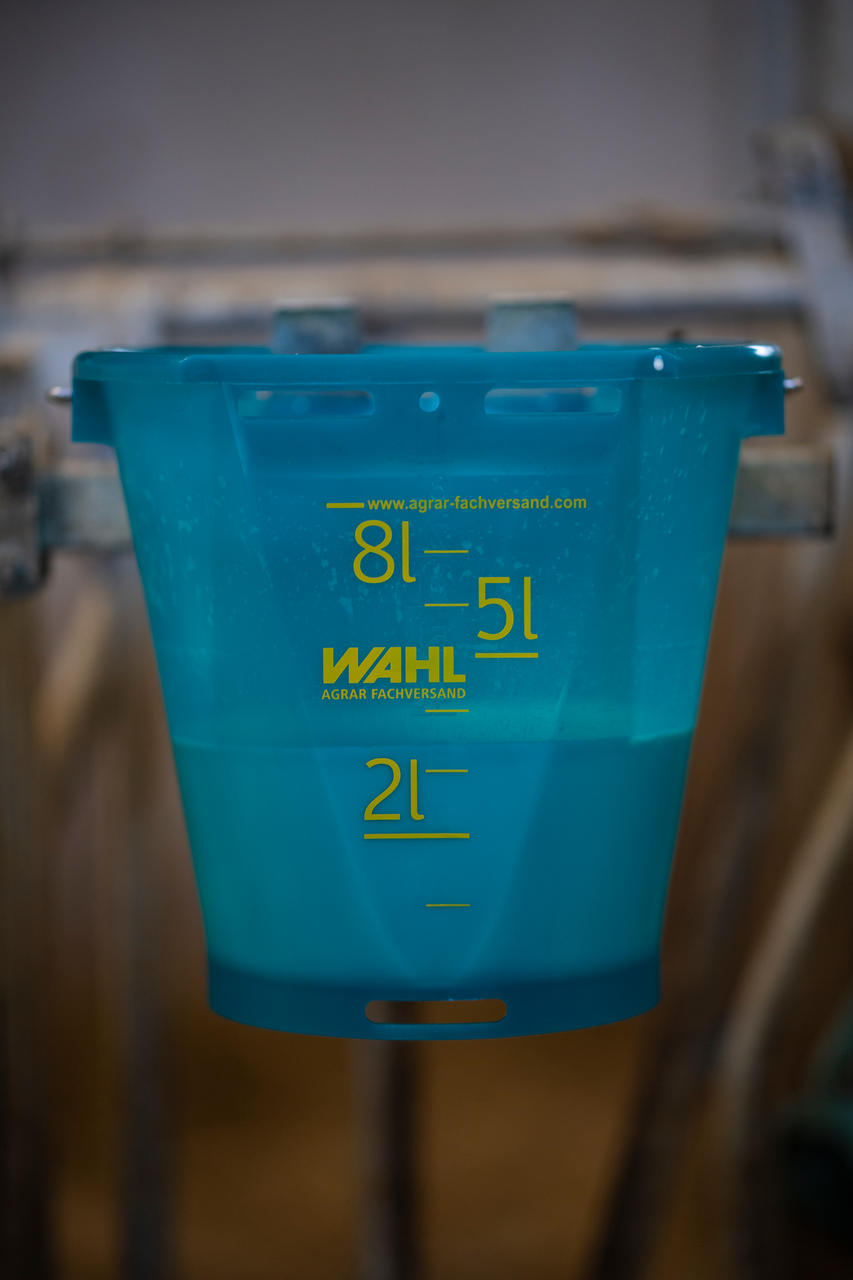 www.agrar-fachversand.com
8l
5l
WAHL
AGRAR FACHVERSAND
2l